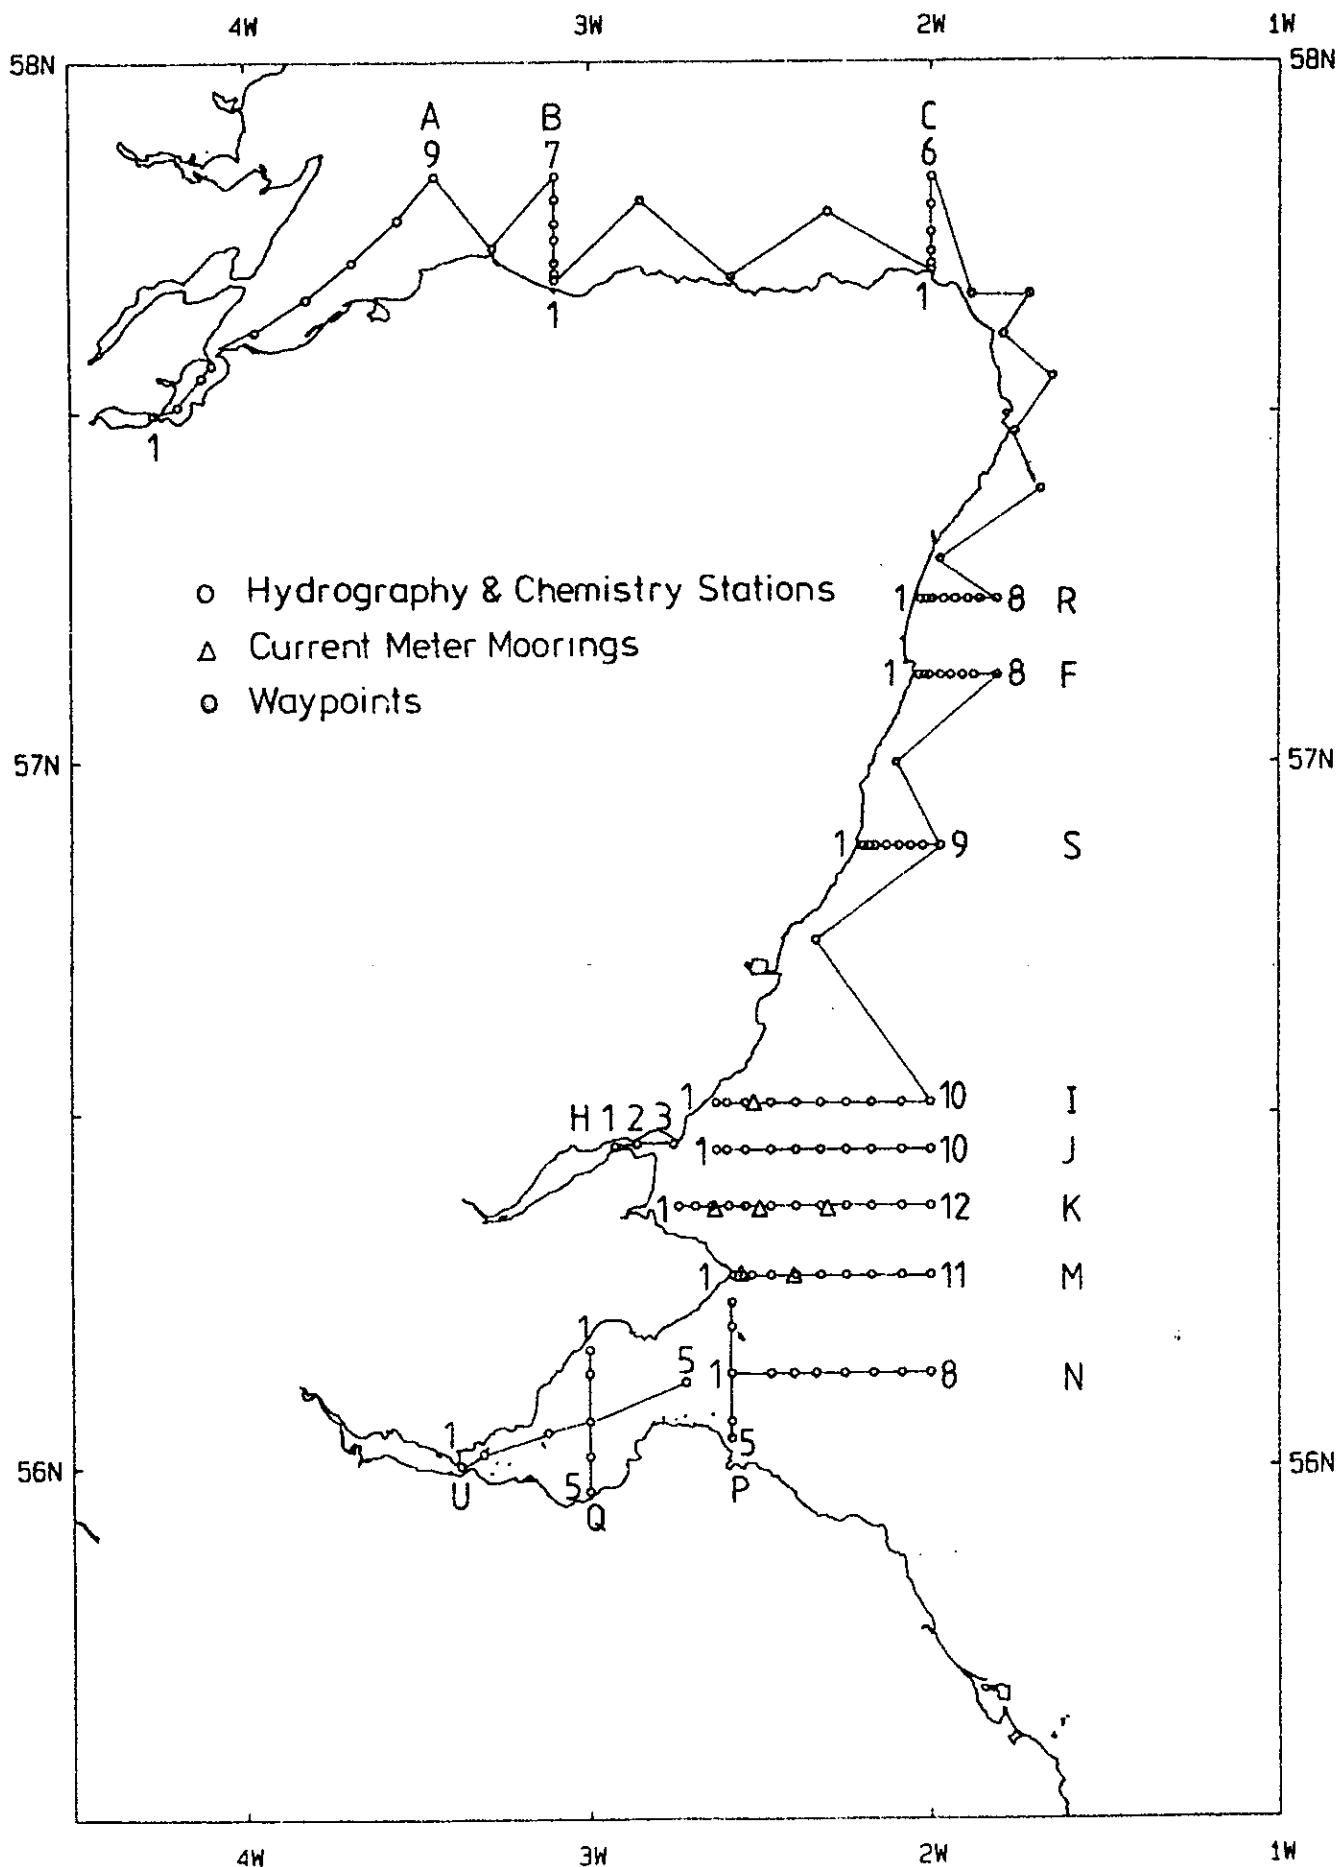 4W 3W 2W 1W
58N 58N
A B C
9 7 6
1 1
1
o Hydrography & Chemistry Stations
1 8 R
△ Current Meter Moorings
1 8 F
o Waypoints
57N 57N
1 9 S
1 10 I
H 1 2 3
1 10 J
1 12 K
1 11 M
1
5 1 8 N
1 5
56N 56N
U 5 Q P
4W 3W 2W 1W